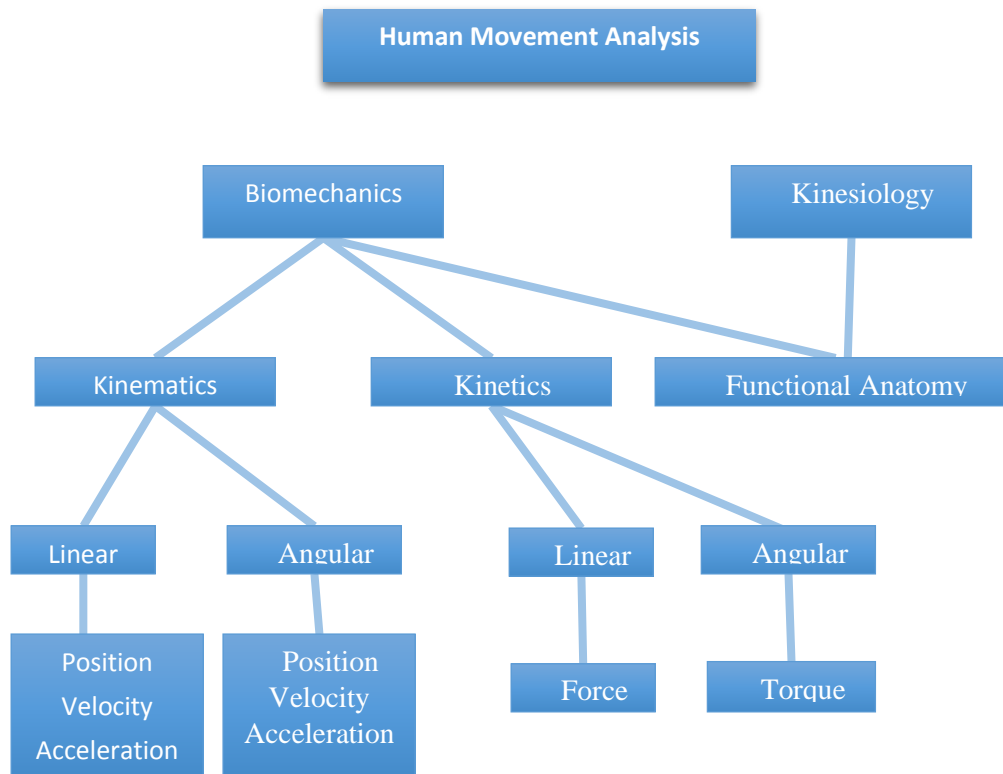 Human Movement Analysis
Biomechanics
Kinesiology
Kinematics
Kinetics
Functional Anatomy
Linear
Angular
Linear
Angular
Position
Velocity
Acceleration
Position
Velocity
Acceleration
Force
Torque